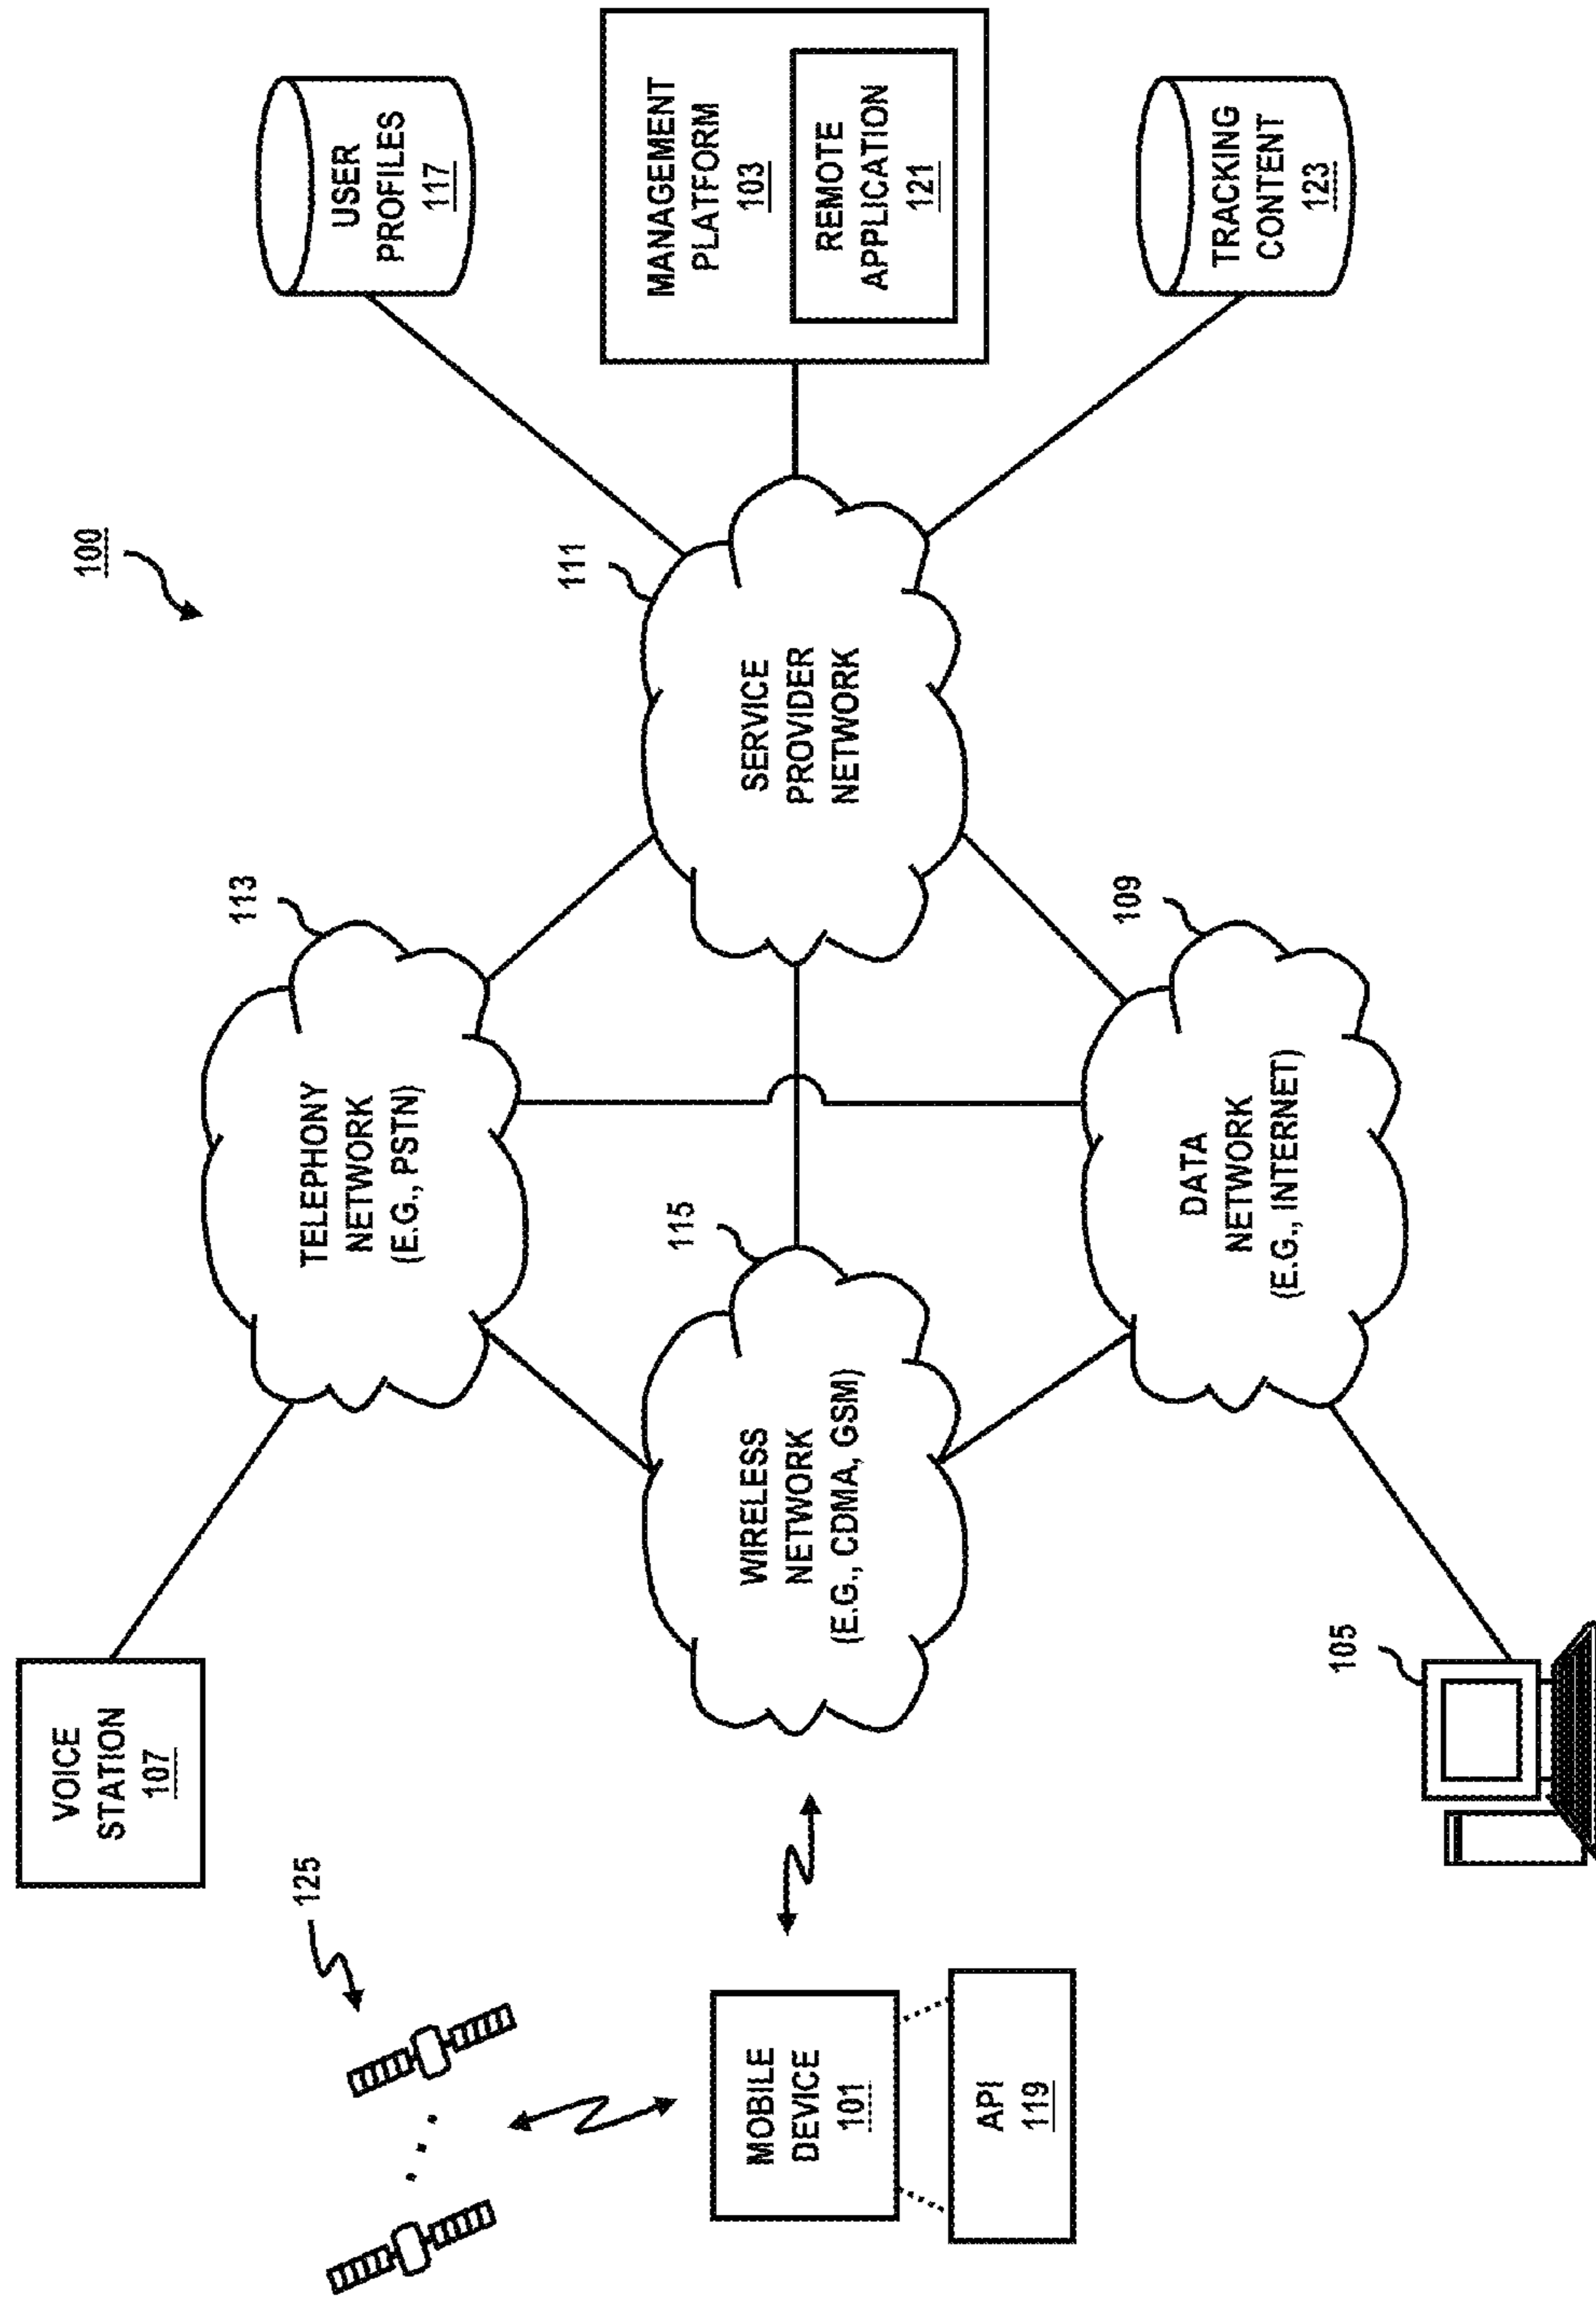 100
VOICE
STATION
107
125
113
TELEPHONY
NETWORK
(E.G., PSTN)
USER
PROFILES
117
111
SERVICE
PROVIDER
NETWORK
MANAGEMENT
PLATFORM
103
REMOTE
APPLICATION
121
115
WIRELESS
NETWORK
(E.G., CDMA, GSM)
MOBILE
DEVICE
101
API
119
109
DATA
NETWORK
(E.G., INTERNET)
TRACKING
CONTENT
123
105